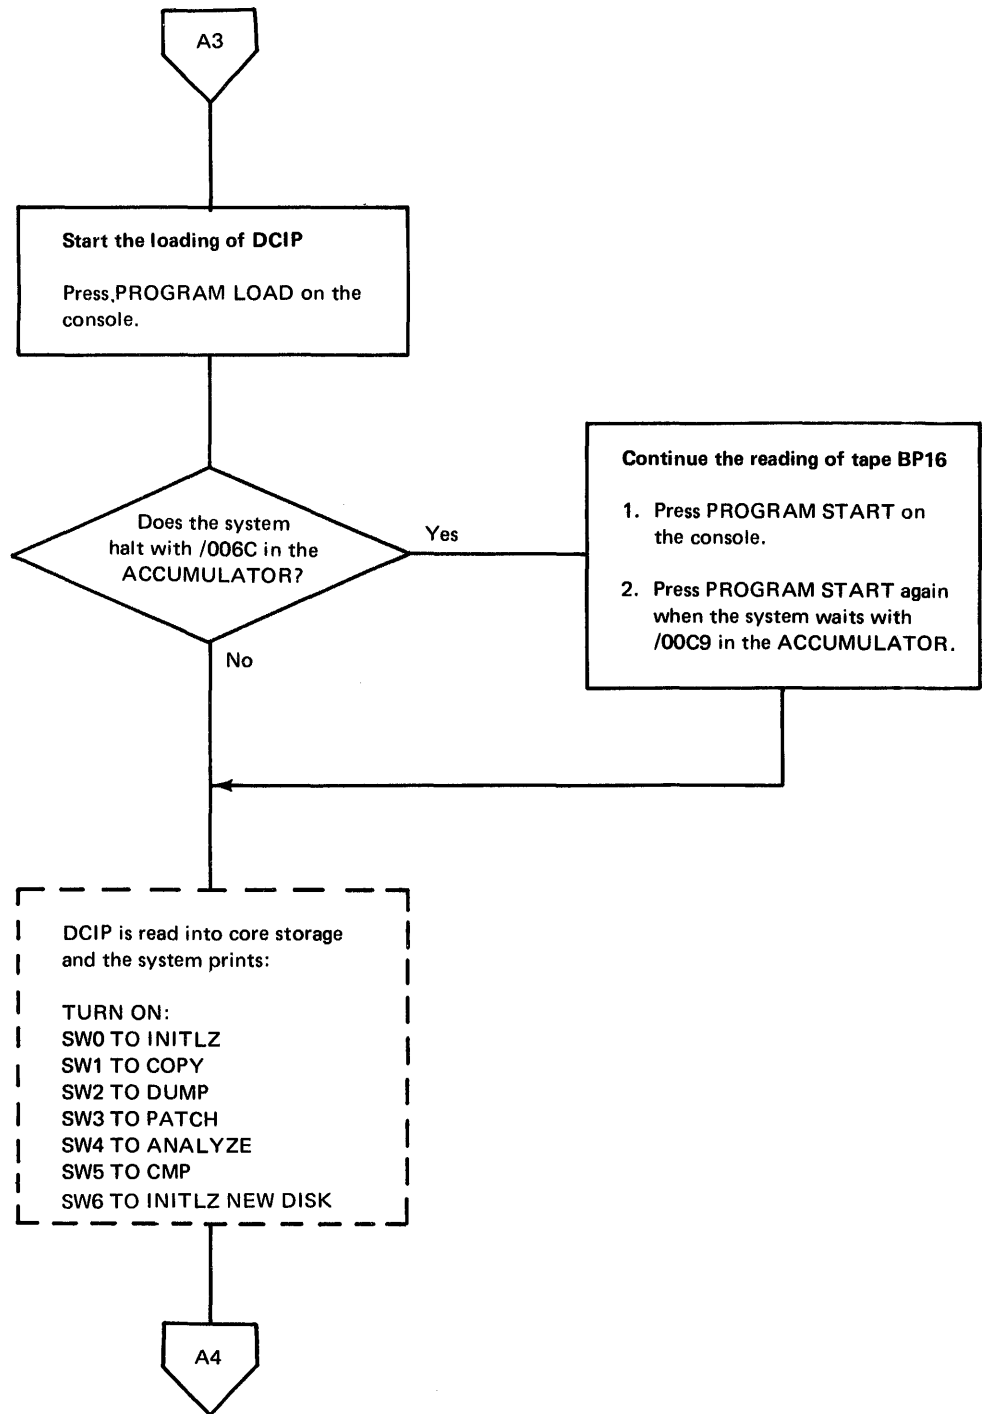 A3
Start the loading of DCIP
Press PROGRAM LOAD on the
console.
Does the system
halt with /006C in the
ACCUMULATOR?
Yes
No
Continue the reading of tape BP16
1. Press PROGRAM START on
the console.
2. Press PROGRAM START again
when the system waits with
/00C9 in the ACCUMULATOR.
DCIP is read into core storage
and the system prints:
TURN ON:
SW0 TO INITLZ
SW1 TO COPY
SW2 TO DUMP
SW3 TO PATCH
SW4 TO ANALYZE
SW5 TO CMP
SW6 TO INITLZ NEW DISK
A4